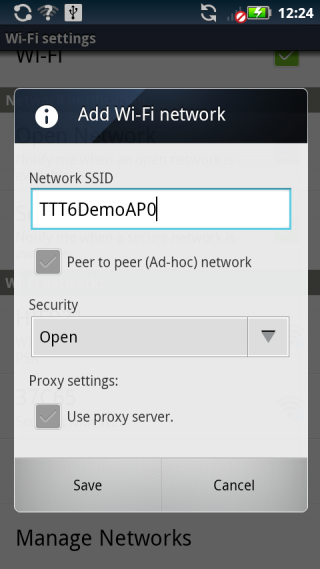 12:24
Wi-Fi settings
Wi-Fi
Add Wi-Fi network
Network SSID
TTT6DemoAP0
Peer to peer (Ad-hoc) network
Security
Open
Proxy settings:
Use proxy server.
Save
Cancel
Manage Networks